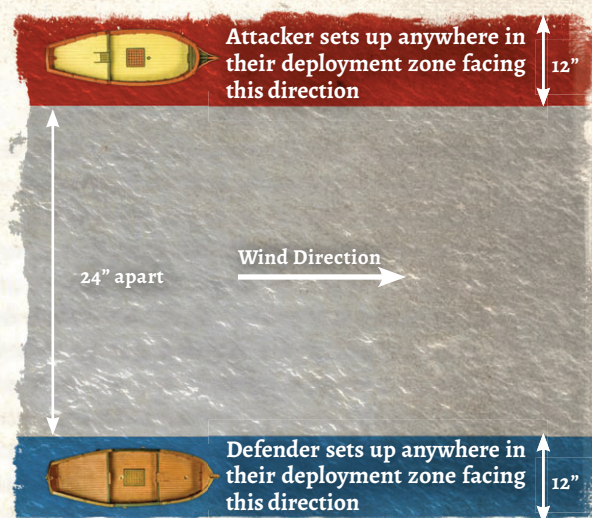 Attacker sets up anywhere in
their deployment zone facing
this direction
12”
24” apart
Wind Direction
Defender sets up anywhere in
their deployment zone facing
this direction
12”